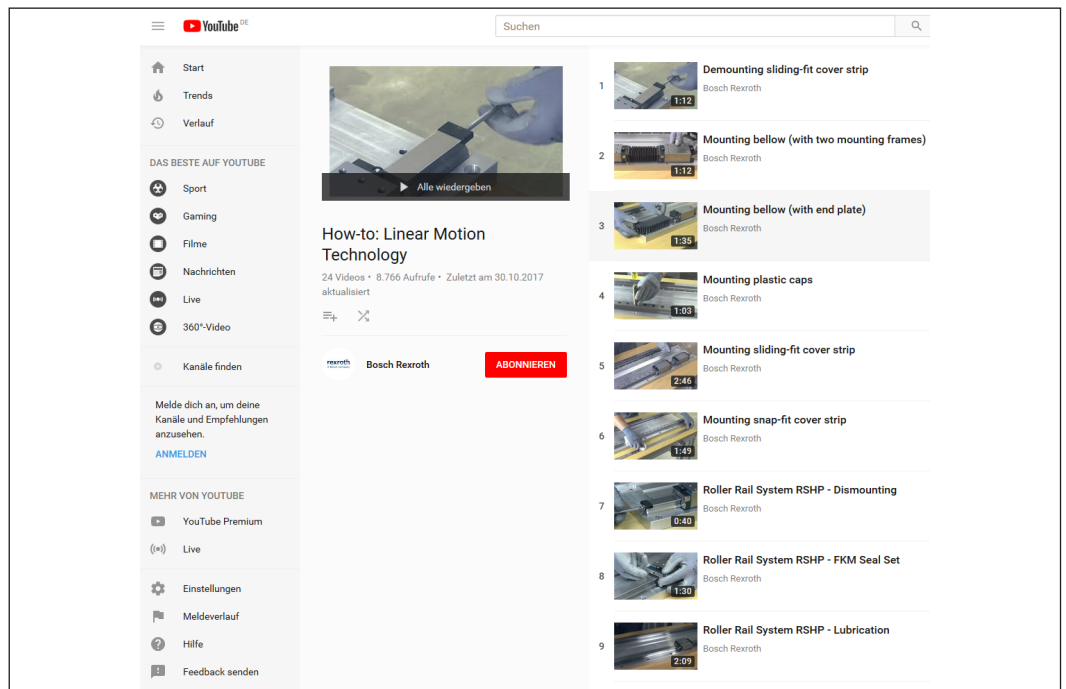 YouTube DE
Suchen
Start
Trends
Verlauf
DAS BESTE AUF YOUTUBE
Sport
Gaming
Filme
Nachrichten
Live
360°-Video
Kanäle finden
Melde dich an, um deine
Kanäle und Empfehlungen
anzusehen.
ANMELDEN
MEHR VON YOUTUBE
YouTube Premium
Live
Einstellungen
Meldeverlauf
Hilfe
Feedback senden
Alle wiedergeben
How-to: Linear Motion
Technology
24 Videos • 8.766 Aufrufe • Zuletzt am 30.10.2017
aktualisiert
rexroth
Bosch Rexroth
ABONNIEREN
1
1:12
Demounting sliding-fit cover strip
Bosch Rexroth
2
1:12
Mounting bellow (with two mounting frames)
Bosch Rexroth
3
1:35
Mounting bellow (with end plate)
Bosch Rexroth
4
1:03
Mounting plastic caps
Bosch Rexroth
5
2:46
Mounting sliding-fit cover strip
Bosch Rexroth
6
1:49
Mounting snap-fit cover strip
Bosch Rexroth
7
0:40
Roller Rail System RSHP - Dismounting
Bosch Rexroth
8
1:30
Roller Rail System RSHP - FKM Seal Set
Bosch Rexroth
9
2:09
Roller Rail System RSHP - Lubrication
Bosch Rexroth